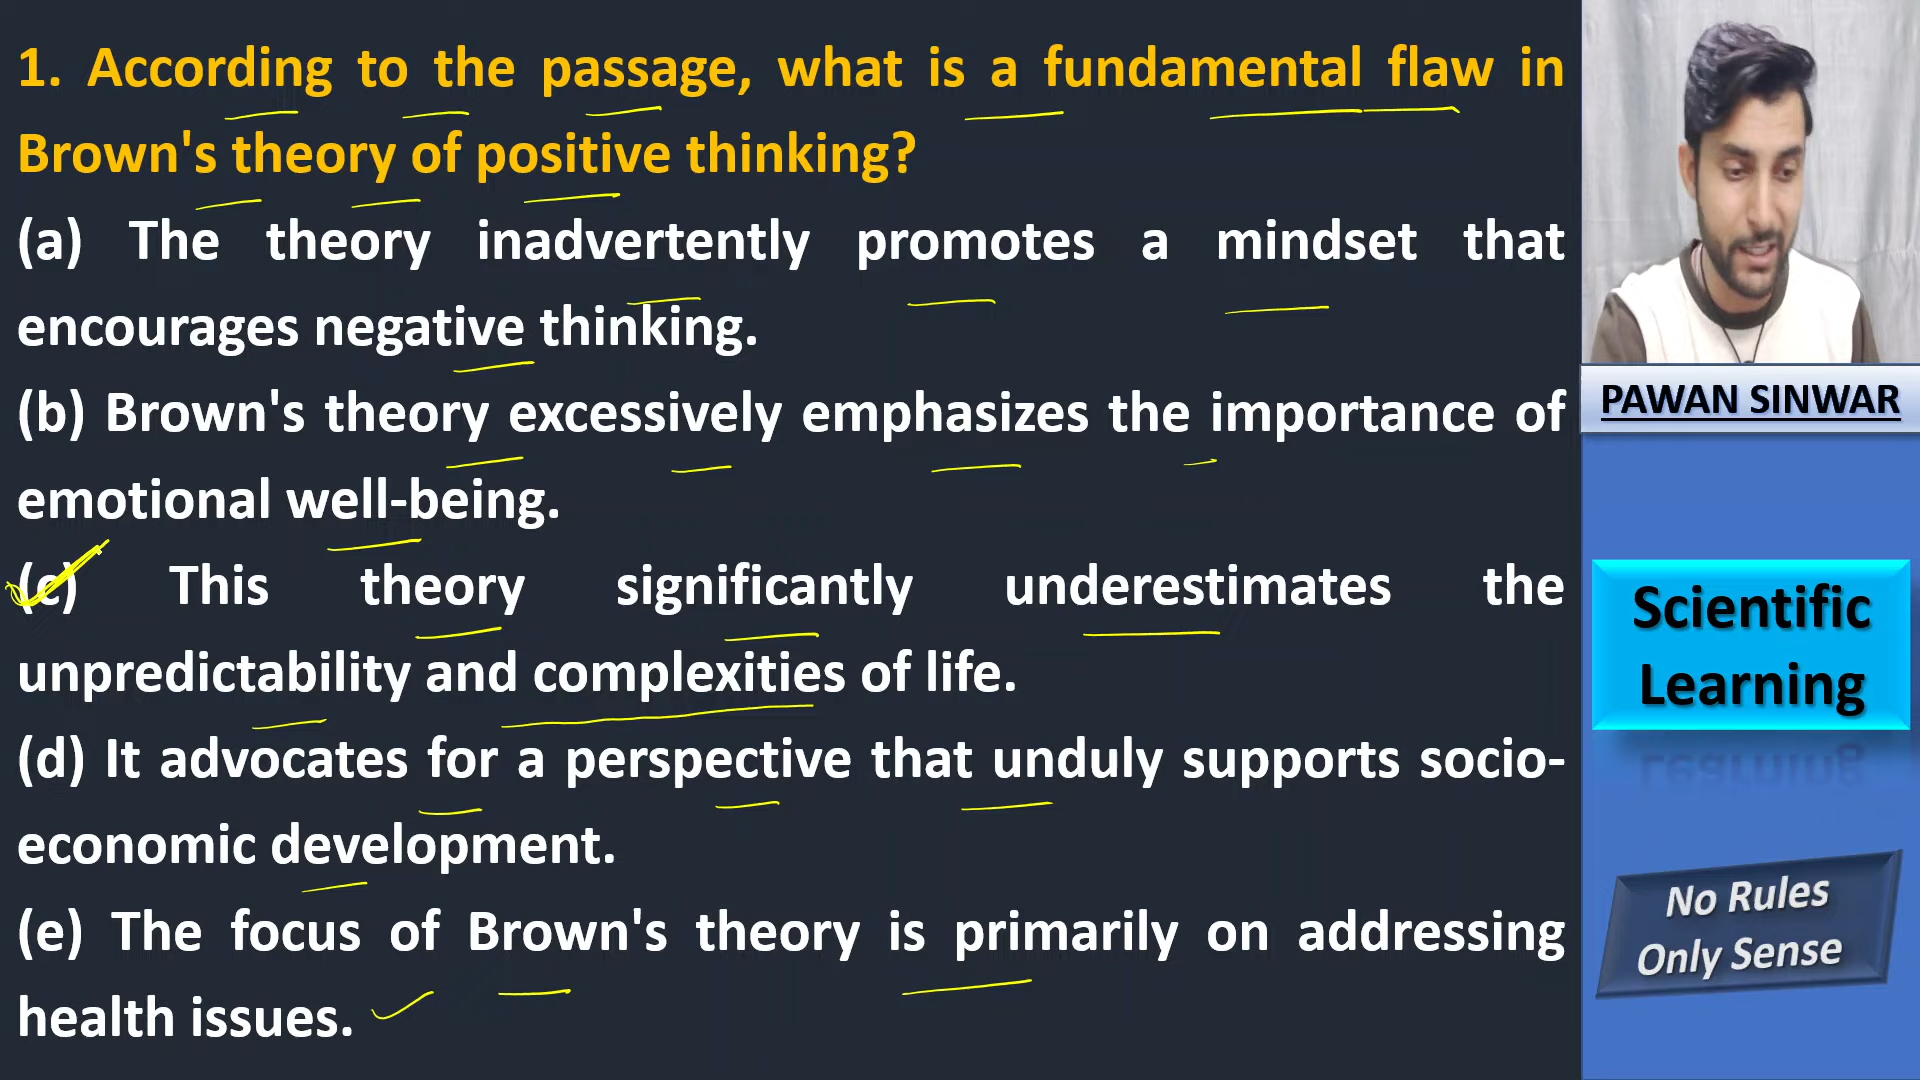 1. According to the passage, what is a fundamental flaw in
Brown's theory of positive thinking?
(a) The theory inadvertently promotes a mindset that
encourages negative thinking.
(b) Brown's theory excessively emphasizes the importance of
emotional well-being.
(c) This theory significantly underestimates the
unpredictability and complexities of life.
(d) It advocates for a perspective that unduly supports socio-
economic development.
(e) The focus of Brown's theory is primarily on addressing
health issues.
PAWAN SINWAR
Scientific
Learning
No Rules
Only Sense